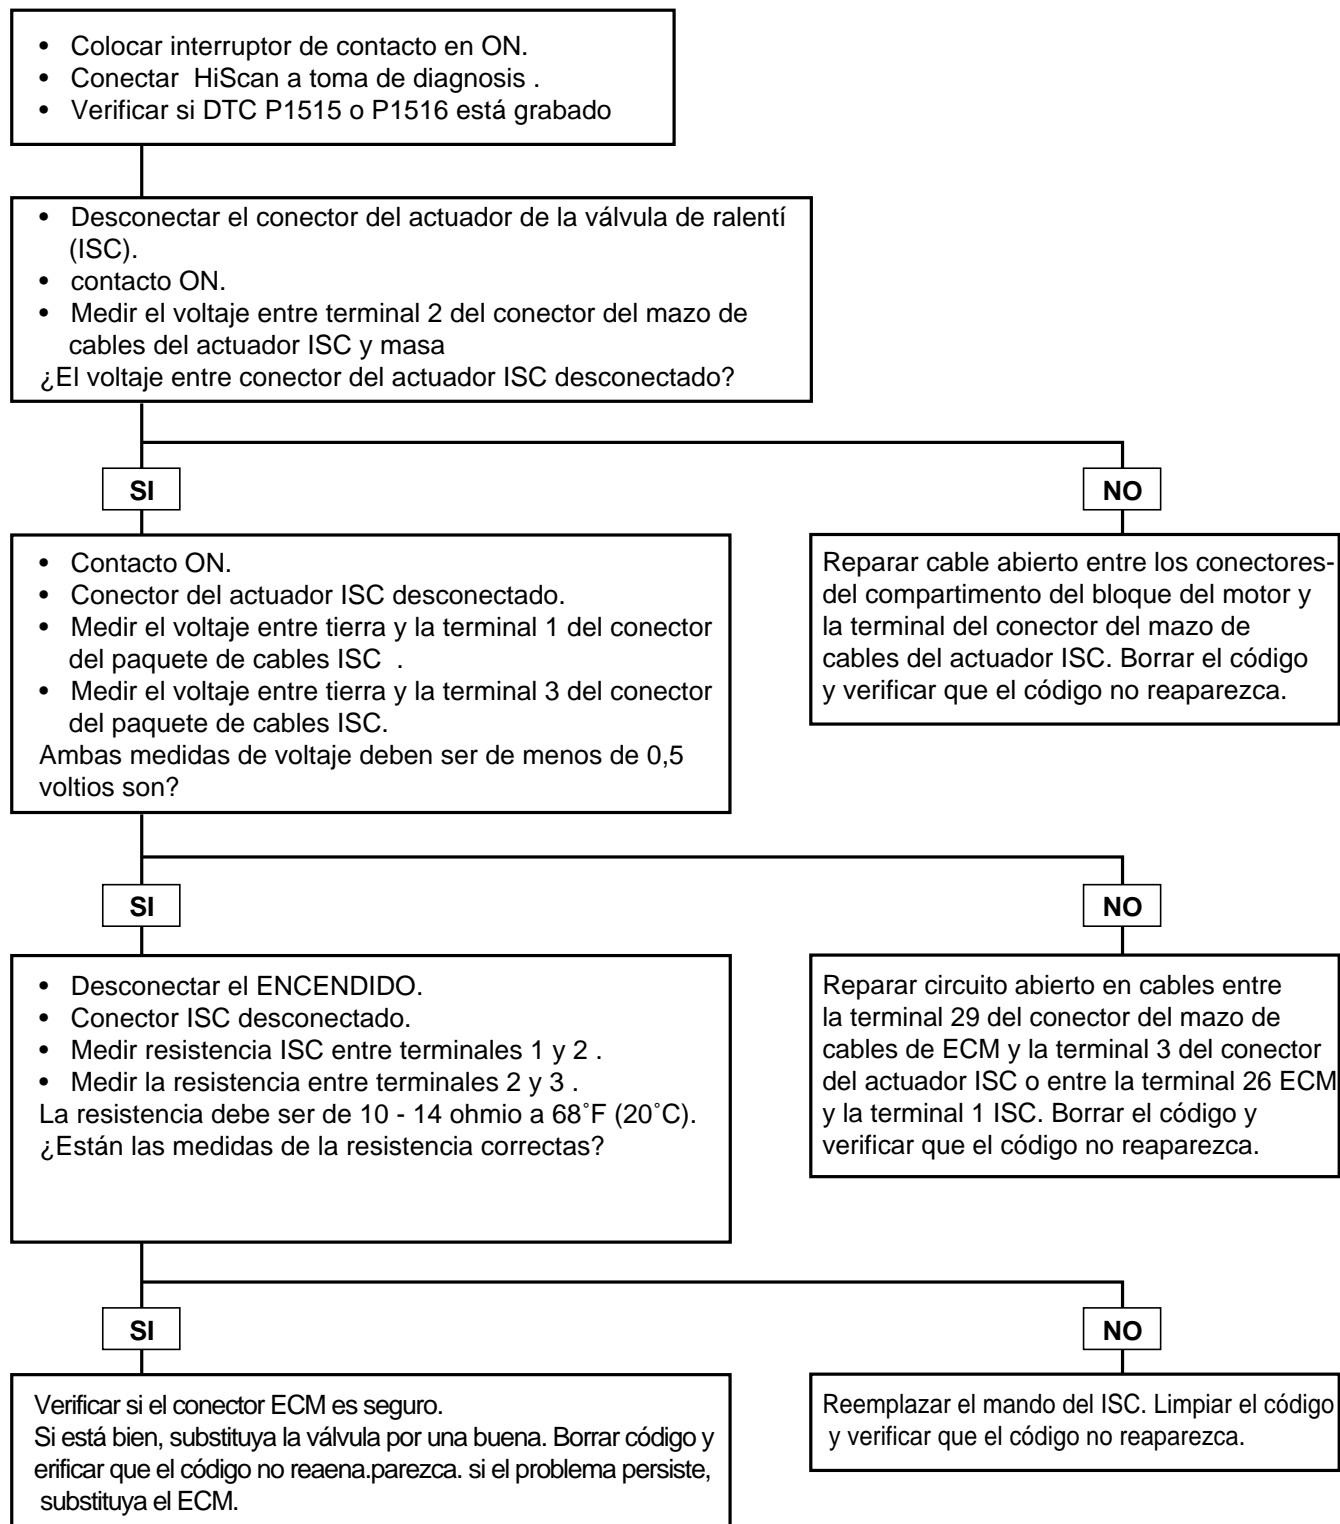 • Colocar interruptor de contacto en ON.
• Conectar HiScan a toma de diagnosis .
• Verificar si DTC P1515 o P1516 está grabado
• Desconectar el conector del actuador de la válvula de ralentí
(ISC).
• contacto ON.
• Medir el voltaje entre terminal 2 del conector del mazo de
cables del actuador ISC y masa
¿El voltaje entre conector del actuador ISC desconectado?
SI
NO
• Contacto ON.
• Conector del actuador ISC desconectado.
• Medir el voltaje entre tierra y la terminal 1 del conector
del paquete de cables ISC .
• Medir el voltaje entre tierra y la terminal 3 del conector
del paquete de cables ISC.
Ambas medidas de voltaje deben ser de menos de 0,5
voltios son?
Reparar cable abierto entre los conectores-
del compartimento del bloque del motor y
la terminal del conector del mazo de
cables del actuador ISC. Borrar el código
y verificar que el código no reaparezca.
SI
NO
• Desconectar el ENCENDIDO.
• Conector ISC desconectado.
• Medir resistencia ISC entre terminales 1 y 2 .
• Medir la resistencia entre terminales 2 y 3 .
La resistencia debe ser de 10 - 14 ohmio a 68˚F (20˚C).
¿Están las medidas de la resistencia correctas?
Reparar circuito abierto en cables entre
la terminal 29 del conector del mazo de
cables de ECM y la terminal 3 del conector
del actuador ISC o entre la terminal 26 ECM
y la terminal 1 ISC. Borrar el código y
verificar que el código no reaparezca.
SI
NO
Verificar si el conector ECM es seguro.
Si está bien, substituya la válvula por una buena. Borrar código y
erificar que el código no reaena.parezca. si el problema persiste,
substituya el ECM.
Reemplazar el mando del ISC. Limpiar el código
y verificar que el código no reaparezca.